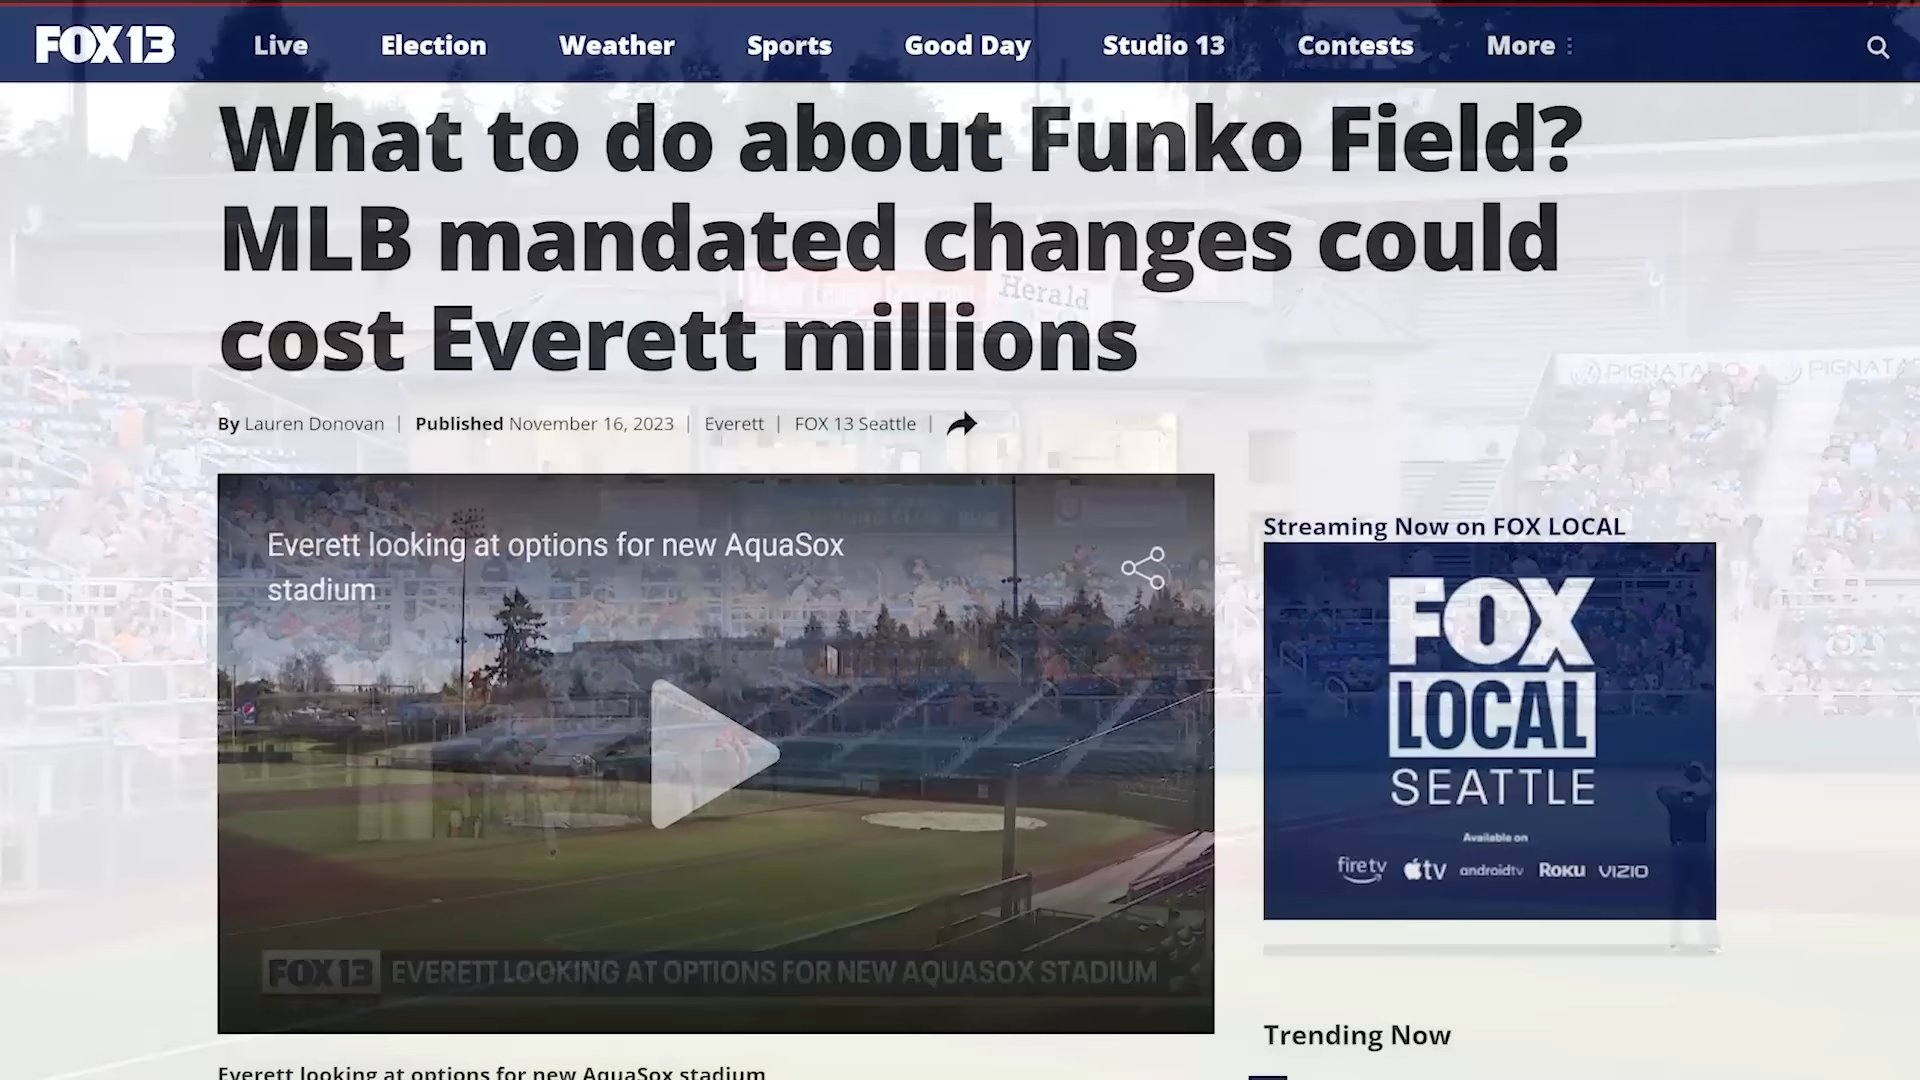 FOX 13 Live Election Weather Sports Good Day Studio 13 Contests More
What to do about Funko Field?
MLB mandated changes could
cost Everett millions
Herald
PIGNATARO PIGNATA
By Lauren Donovan | Published November 16, 2023 | Everett | FOX 13 Seattle |
Everett looking at options for new AquaSox
stadium
FOX 13 EVERETT LOOKING AT OPTIONS FOR NEW AQUASOX STADIUM
Everett looking at options for new AquaSox stadium
Streaming Now on FOX LOCAL
FOX
LOCAL
SEATTLE
Available on
firetv tv androidtv ROKU VIZIO
Trending Now